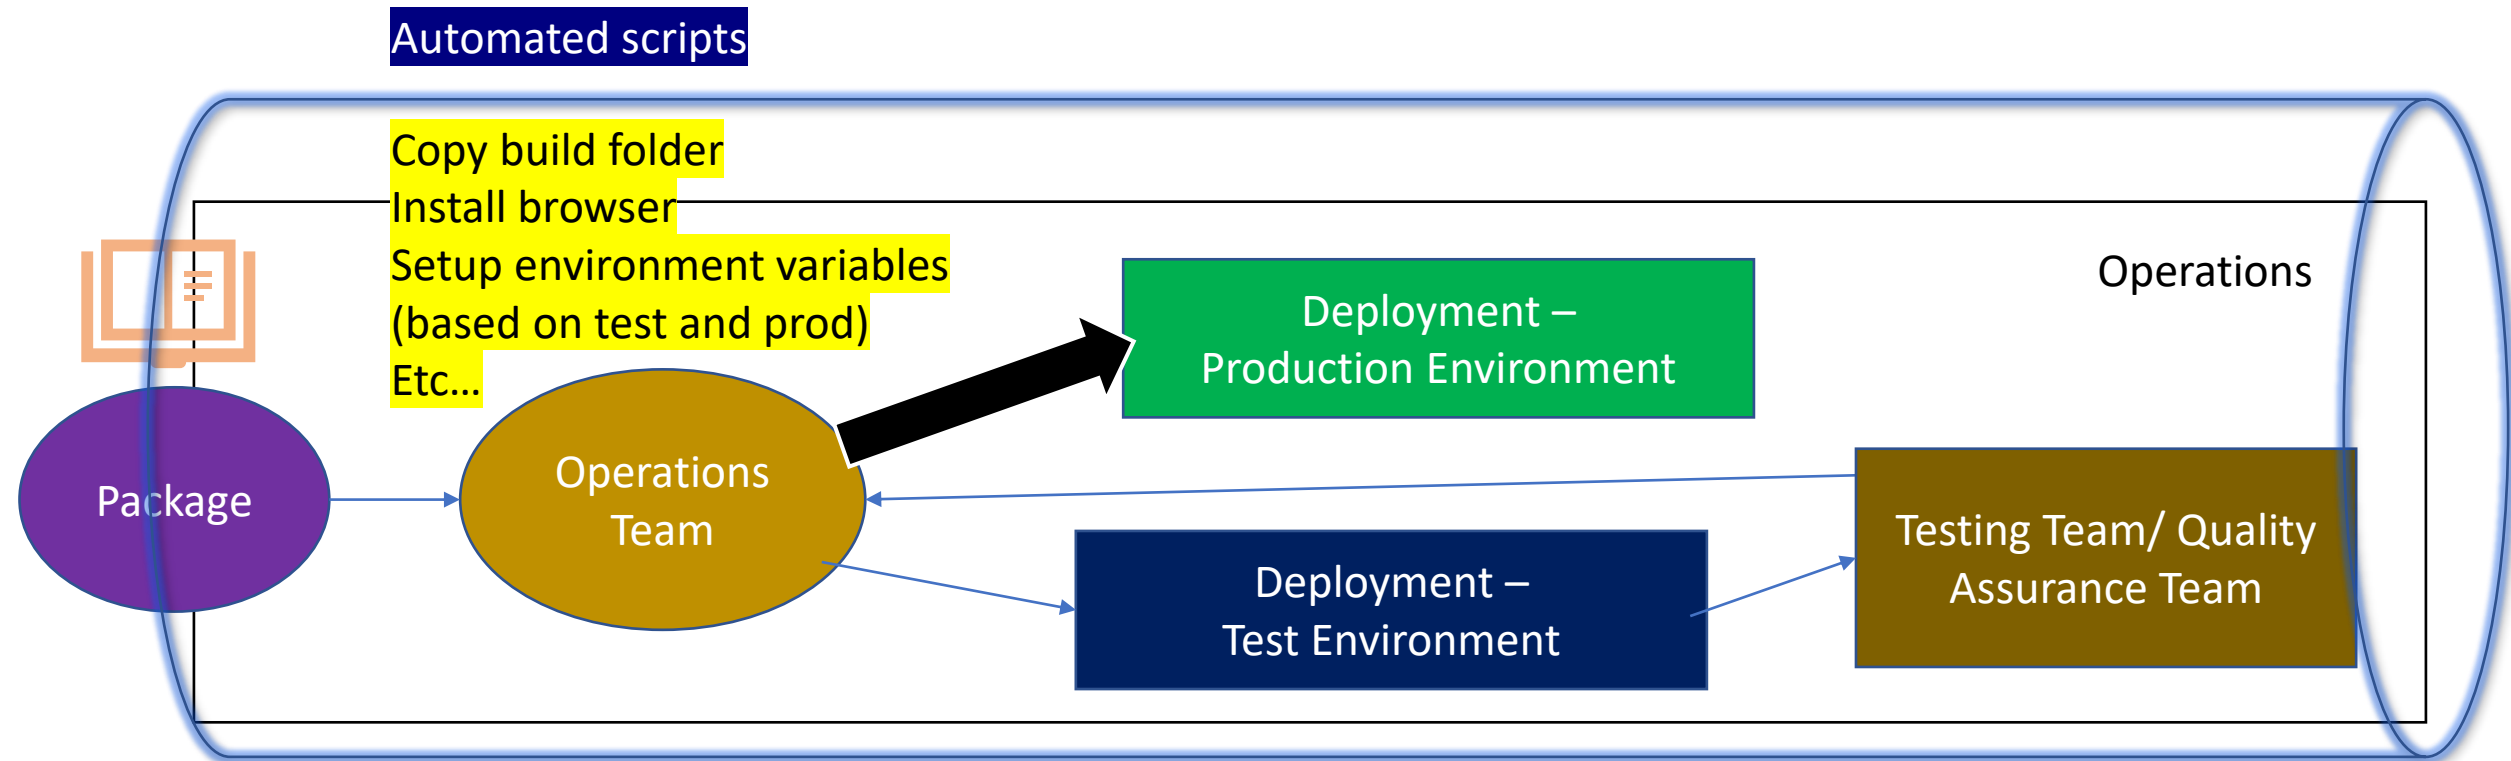 Automated scripts
Copy build folder
Install browser
Setup environment variables
(based on test and prod)
Etc...
Operations
Deployment –
Production Environment
Package
Operations
Team
Deployment –
Test Environment
Testing Team/ Quality
Assurance Team